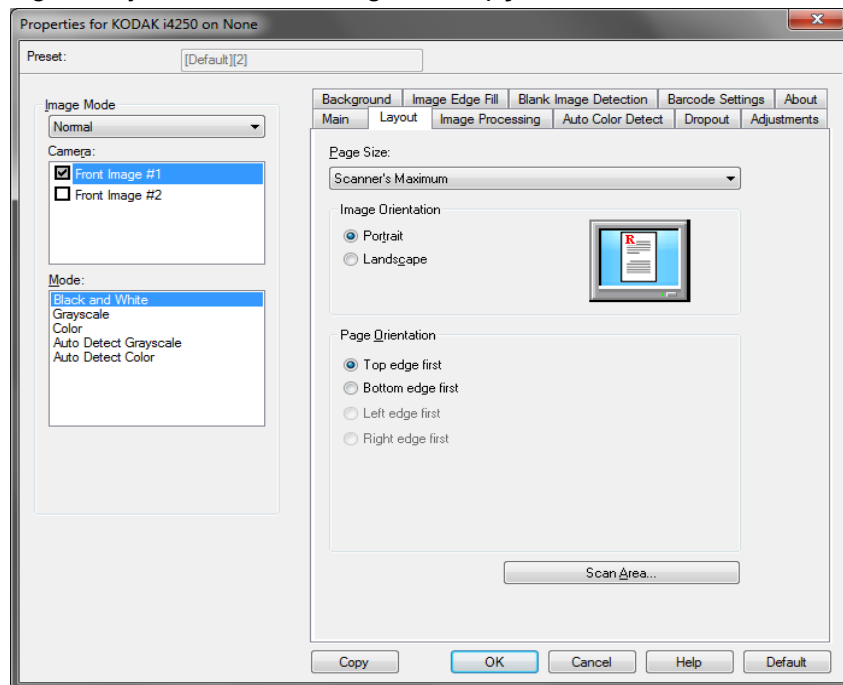 Properties for KODAK i4250 on None
Preset:
[Default][2]
Image Mode
Normal
Camera:
Front Image #1
Front Image #2
Mode:
Black and White
Grayscale
Color
Auto Detect Grayscale
Auto Detect Color
Background Image Edge Fill Blank Image Detection Barcode Settings About
Main Layout Image Processing Auto Color Detect Dropout Adjustments
Page Size:
Scanner's Maximum
Image Orientation
Portrait
Landscape
R
Page Orientation
Top edge first
Bottom edge first
Left edge first
Right edge first
Scan Area...
Copy OK Cancel Help Default